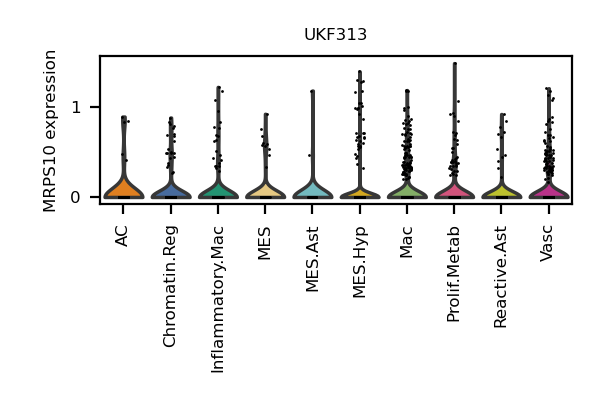 UKF313
MRPS10 expression
1
0
AC
Chromatin.Reg
Inflammatory.Mac
MES
MES.Ast
MES.Hyp
Mac
Prolif.Metab
Reactive.Ast
Vasc